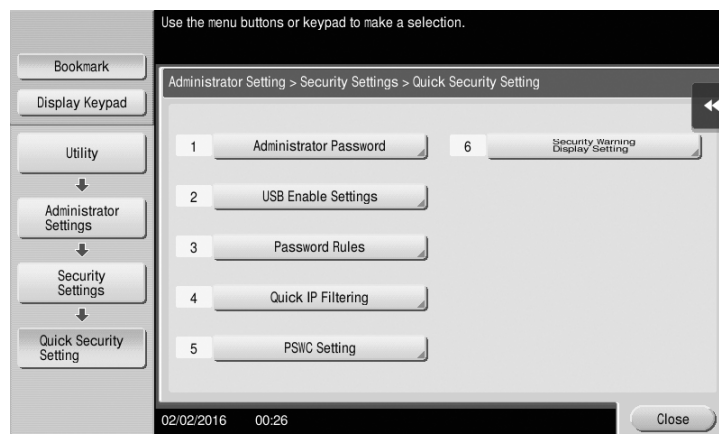 Use the menu buttons or keypad to make a selection.
Bookmark
Display Keypad
Utility
Administrator
Settings
Security
Settings
Quick Security
Setting
Administrator Setting > Security Settings > Quick Security Setting
1 Administrator Password
2 USB Enable Settings
3 Password Rules
4 Quick IP Filtering
5 PSWC Setting
6 Security Warning
Display Setting
02/02/2016 00:26
Close